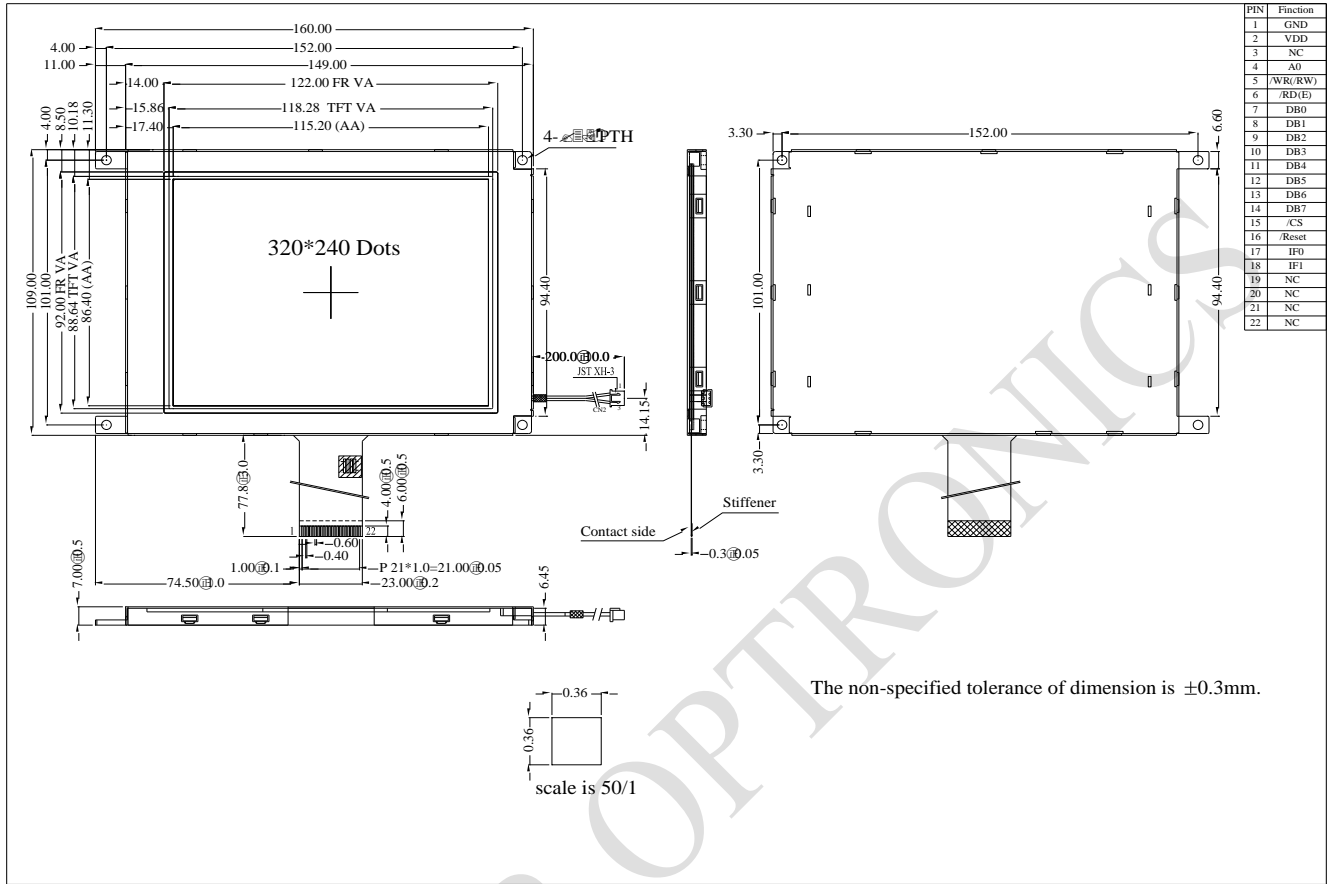 160.00
4.00
152.00
11.00
149.00
14.00
122.00 FR VA
15.86
118.28 TFT VA
17.40
115.20 (AA)
4.00
8.50
10.18
11.30
4-
PTH
109.00
101.00
92.00 FR VA
88.64 TFT VA
86.40 (AA)
320*240 Dots
94.40
JST XH-3
1
CN2
3
14.15
1
22
0.60
0.40
P 21*1.0=21.00
6.45
Contact side
Stiffener
3.30
152.00
6.60
101.00
94.40
3.30
PIN Finction
1 GND
2 VDD
3 NC
4 A0
5 /WR(/RW)
6 /RD(E)
7 DB0
8 DB1
9 DB2
10 DB3
11 DB4
12 DB5
13 DB6
14 DB7
15 /CS
16 /Reset
17 IF0
18 IF1
19 NC
20 NC
21 NC
22 NC
0.36
0.36
scale is 50/1
The non-specified tolerance of dimension is ±0.3mm.
OPTRONICS